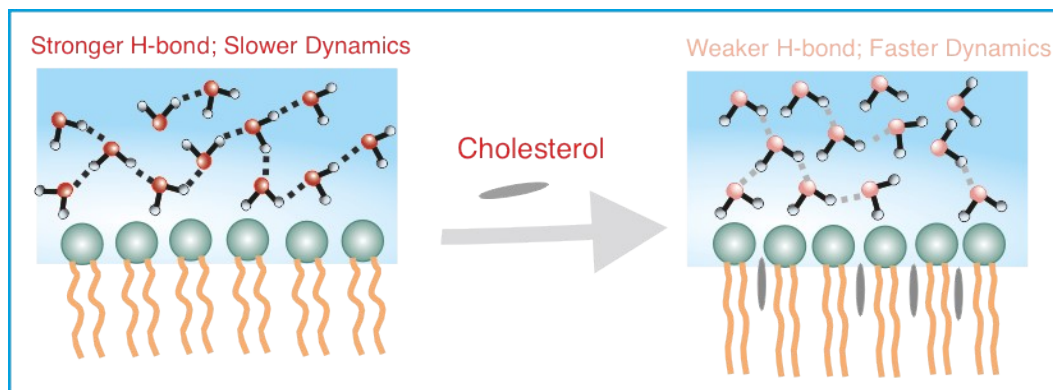 Stronger H-bond; Slower Dynamics
Weaker H-bond; Faster Dynamics
Cholesterol